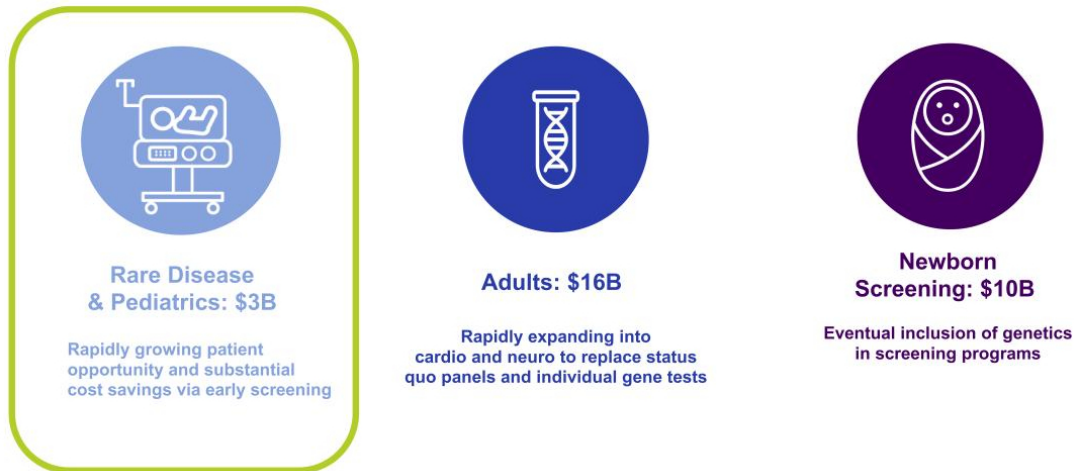 Rare Disease
& Pediatrics: $3B
Rapidly growing patient
opportunity and substantial
cost savings via early screening
Adults: $16B
Rapidly expanding into
cardio and neuro to replace status
quo panels and individual gene tests
Newborn
Screening: $10B
Eventual inclusion of genetics
in screening programs